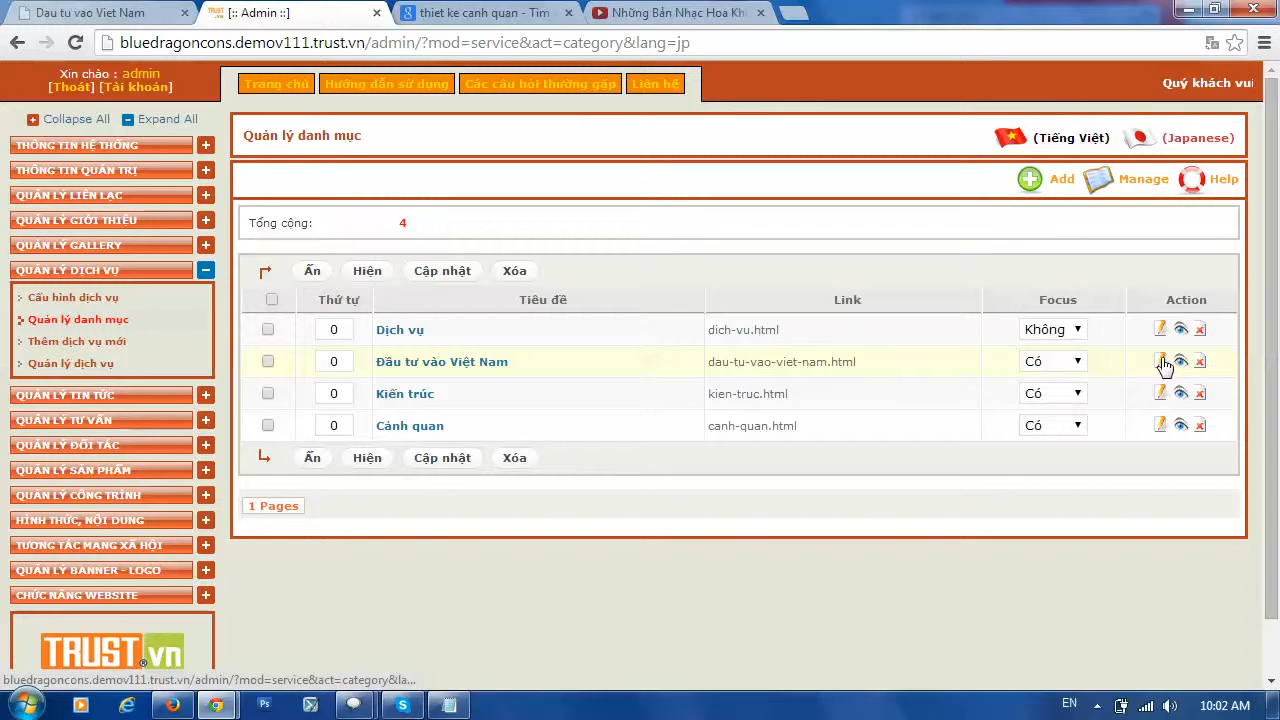 Dau tu vao Viet Nam
[:: Admin ::]
thiet ke canh quan - Tìm
Những Bản Nhạc Hoa Kh
bluedragoncons.demov111.trust.vn/admin/?mod=service&act=category&lang=jp
Xin chào : admin
[Thoát] [Tài khoản]
Trang chủ
Hướng dẫn sử dụng
Các câu hỏi thường gặp
Liên hệ
Quý khách vui
Collapse All
Expand All
THÔNG TIN HỆ THỐNG
THÔNG TIN QUẢN TRỊ
QUẢN LÝ LIÊN LẠC
QUẢN LÝ GIỚI THIỆU
QUẢN LÝ GALLERY
QUẢN LÝ DỊCH VỤ
Cấu hình dịch vụ
Quản lý danh mục
Thêm dịch vụ mới
Quản lý dịch vụ
QUẢN LÝ TIN TỨC
QUẢN LÝ TƯ VẤN
QUẢN LÝ ĐỐI TÁC
QUẢN LÝ SẢN PHẨM
QUẢN LÝ CÔNG TRÌNH
HÌNH THỨC, NỘI DUNG
TƯƠNG TÁC MẠNG XÃ HỘI
QUẢN LÝ BANNER - LOGO
CHỨC NĂNG WEBSITE
TRUST®vn
Quản lý danh mục
(Tiếng Việt)
(Japanese)
Add
Manage
Help
Tổng cộng: 4
Ẩn Hiện Cập nhật Xóa
Thứ tự Tiêu đề Link Focus Action
0 Dịch vụ dich-vu.html Không
0 Đầu tư vào Việt Nam dau-tu-vao-viet-nam.html Có
0 Kiến trúc kien-truc.html Có
0 Cảnh quan canh-quan.html Có
Ẩn Hiện Cập nhật Xóa
1 Pages
bluedragoncons.demov111.trust.vn/admin/?mod=service&act=category&la...
Ps
EN
10:02 AM